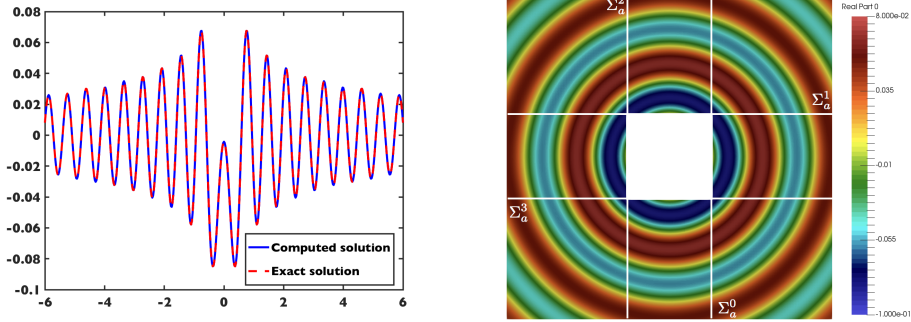 0.08
0.06
0.04
0.02
0
-0.02
-0.04
-0.06
-0.08
-0.1
-6
-4
-2
0
2
4
6
Computed solution
Exact solution
Σ_a^2
Σ_a^1
Σ_a^3
Σ_a^0
Real Part 0
8.000e-02
0.035
-0.01
-0.055
-1.000e-01